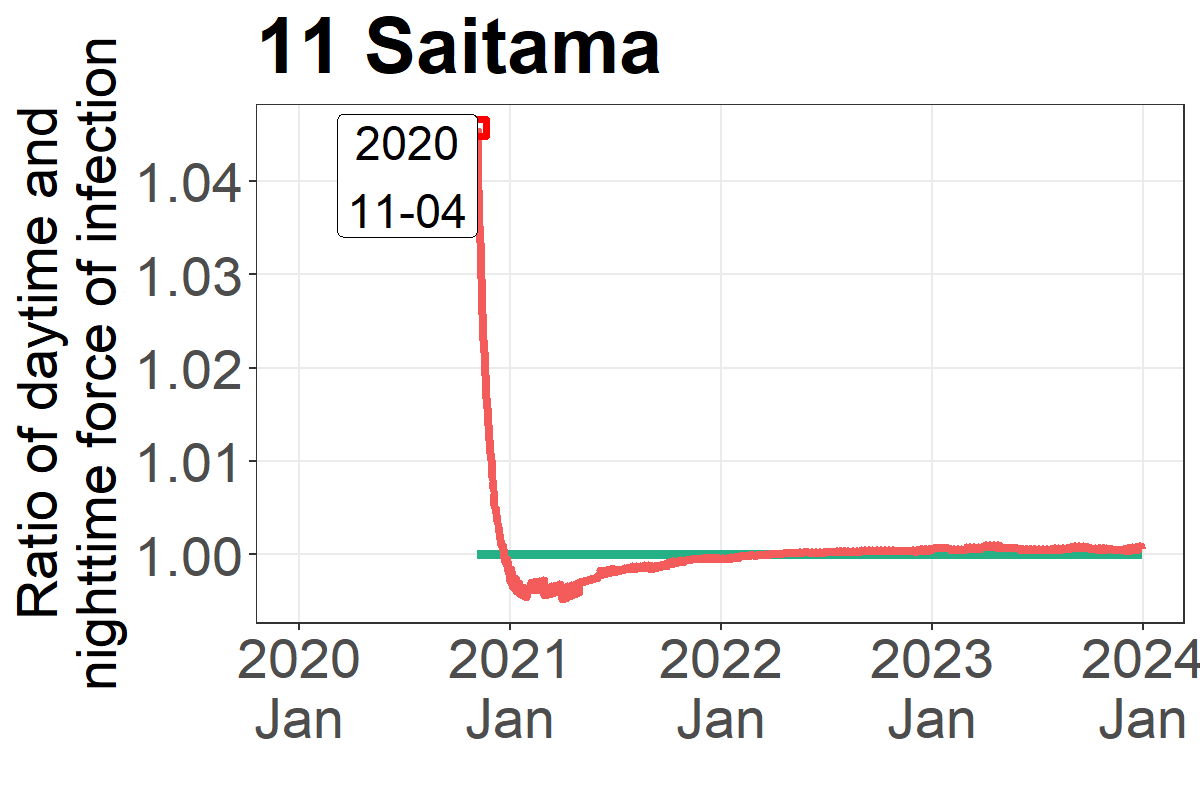 11 Saitama
Ratio of daytime and
nighttime force of infection
1.04
1.03
1.02
1.01
1.00
2020
11-04
2020
Jan
2021
Jan
2022
Jan
2023
Jan
2024
Jan